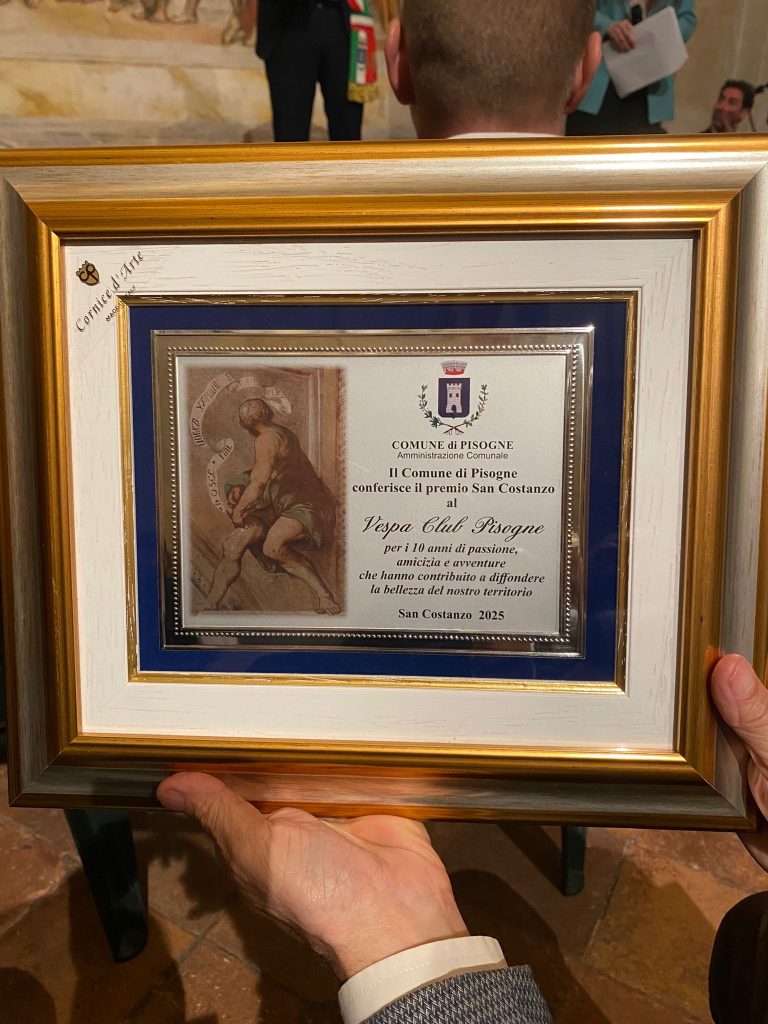 Cornice d'Arte
COMUNE di PISOGNE
Amministrazione Comunale
Il Comune di Pisogne
conferisce il premio San Costanzo
al
Vespa Club Pisogne
per i 10 anni di passione,
amicizia e avventure
che hanno contribuito a diffondere
la bellezza del nostro territorio
San Costanzo 2025